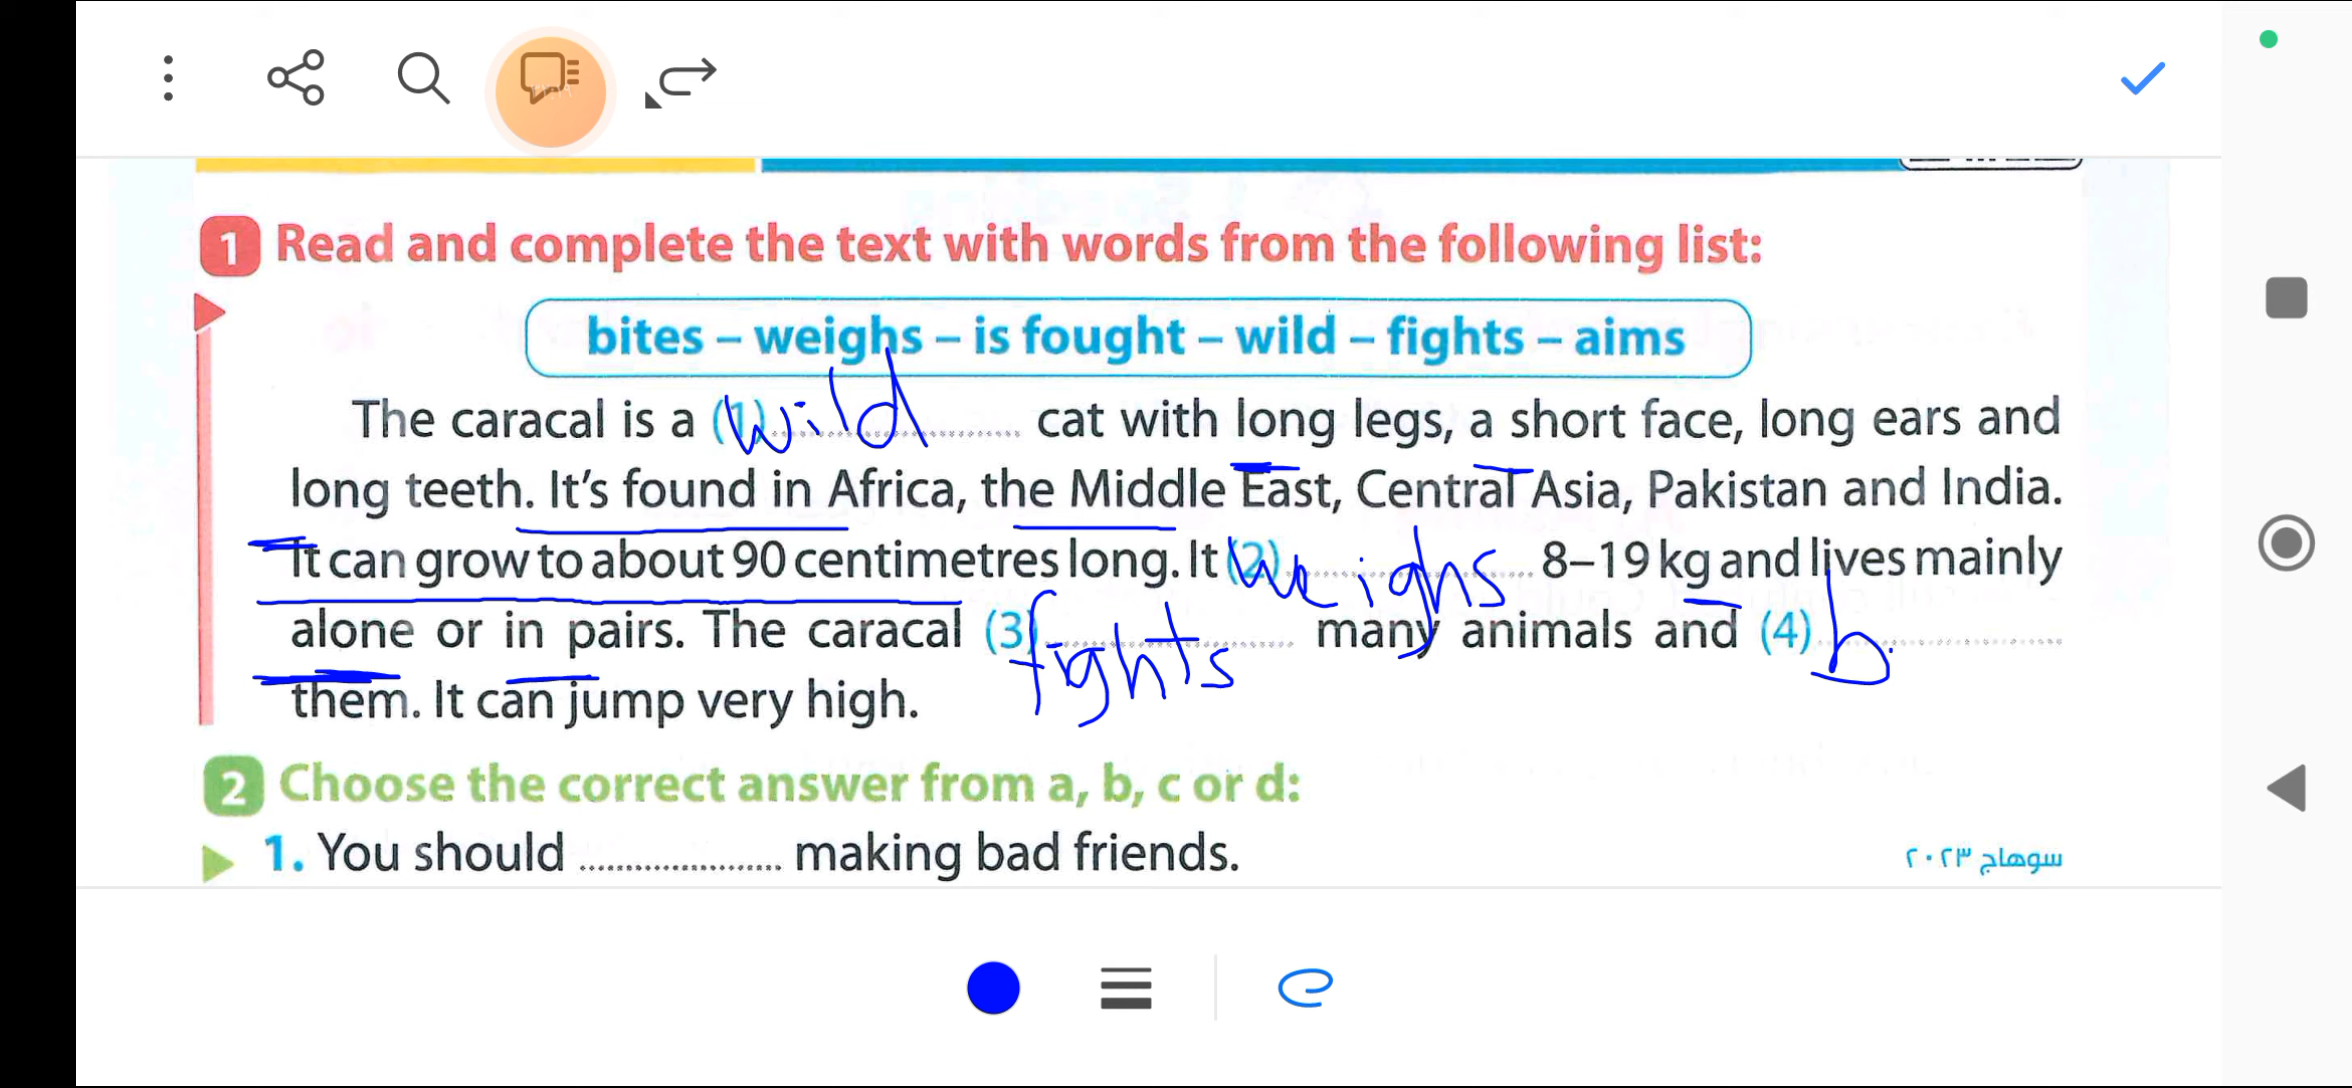 1 Read and complete the text with words from the following list:
bites – weighs – is fought – wild – fights – aims
The caracal is a (1) wild cat with long legs, a short face, long ears and
long teeth. It's found in Africa, the Middle East, Central Asia, Pakistan and India.
It can grow to about 90 centimetres long. It (2) weighs 8–19 kg and lives mainly
alone or in pairs. The caracal (3) fights many animals and (4) b
them. It can jump very high.
2 Choose the correct answer from a, b, c or d:
1. You should .................... making bad friends.
سوهاج ٢٠٢٣